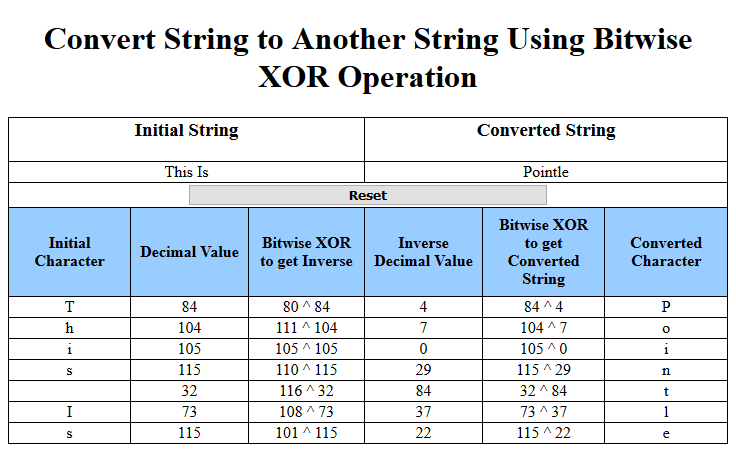 Convert String to Another String Using Bitwise
XOR Operation
Initial String Converted String
This Is Pointle
Reset
Initial Character Decimal Value Bitwise XOR to get Inverse Inverse Decimal Value Bitwise XOR to get Converted String Converted Character
T 84 80 ^ 84 4 84 ^ 4 P
h 104 111 ^ 104 7 104 ^ 7 o
i 105 105 ^ 105 0 105 ^ 0 i
s 115 110 ^ 115 29 115 ^ 29 n
32 116 ^ 32 84 32 ^ 84 t
I 73 108 ^ 73 37 73 ^ 37 l
s 115 101 ^ 115 22 115 ^ 22 e